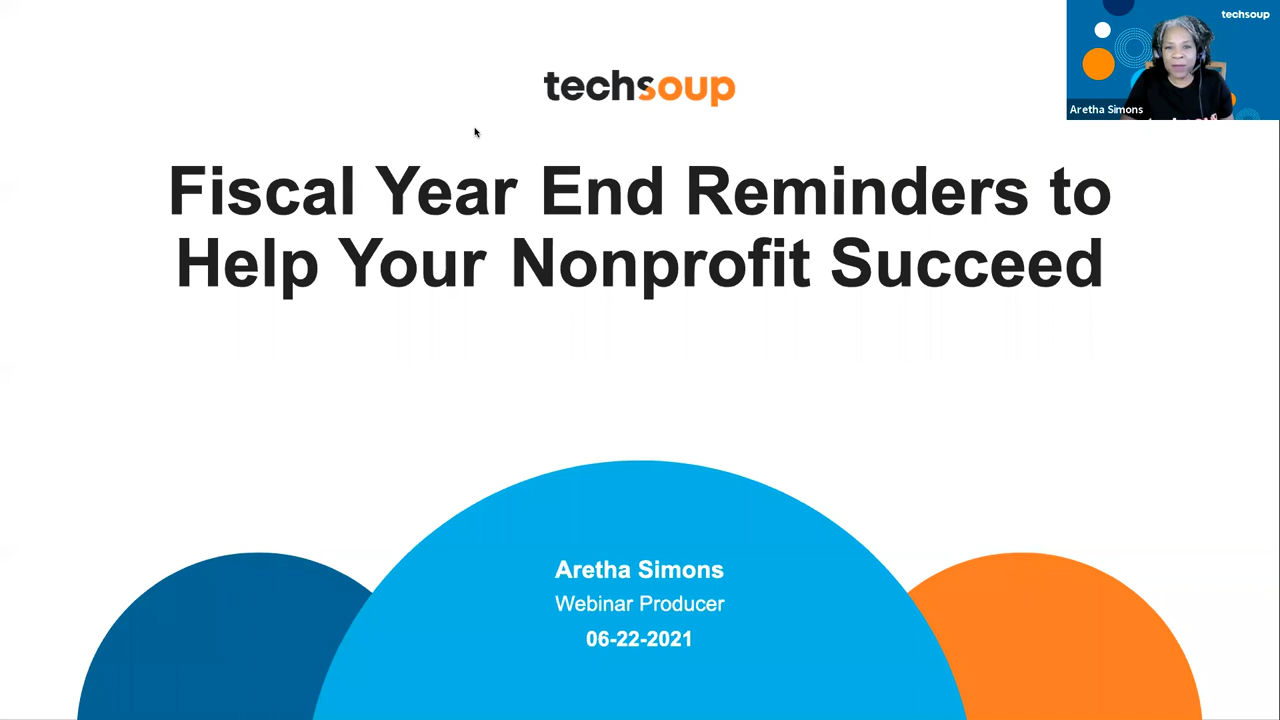 techsoup
Aretha Simons
techsoup
Fiscal Year End Reminders to
Help Your Nonprofit Succeed
Aretha Simons
Webinar Producer
06-22-2021